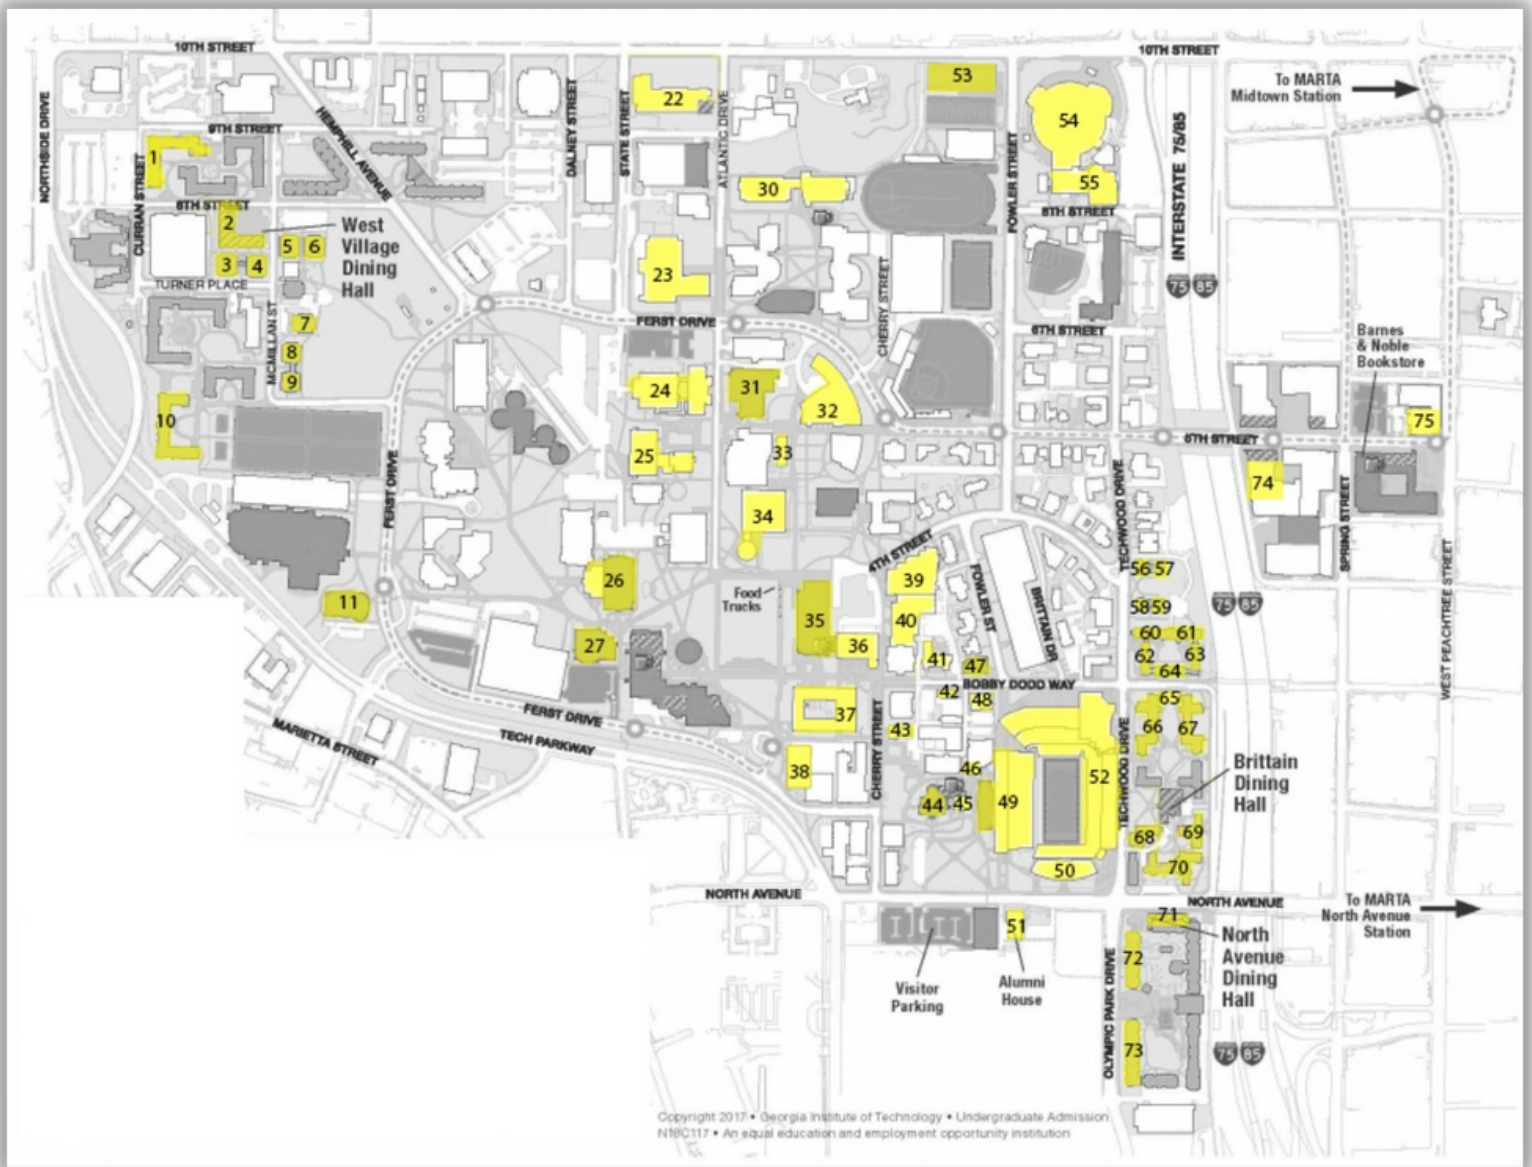 10TH STREET
10TH STREET
To MARTA
Midtown Station
53
22
54
NORTHSIDE DRIVE
HEMPHILL AVENUE
DALNEY STREET
STATE STREET
ATLANTIC DRIVE
FOWLER STREET
INTERSTATE 75/85
9TH STREET
1
CURRAN STREET
30
55
8TH STREET
8TH STREET
2
West
Village
Dining
Hall
5
6
3
4
23
TURNER PLACE
75
85
MCMILLAN ST
7
FERST DRIVE
CHERRY STREET
6TH STREET
Barnes
& Noble
Bookstore
8
9
24
31
32
10
75
5TH STREET
25
33
74
FERST DRIVE
TECHWOOD DRIVE
SPRING STREET
34
4TH STREET
WEST PEACHTREE STREET
26
39
56
57
Food
Trucks
FOWLER ST
BRITTAIN DR
11
58
59
75
85
35
40
60
61
27
36
41
47
62
63
64
BOBBY DODD WAY
42
48
65
37
43
66
67
FERST DRIVE
TECH PARKWAY
MARIETTA STREET
CHERRY STREET
TECHWOOD DRIVE
38
46
52
Brittain
Dining
Hall
44
45
49
68
69
50
70
NORTH AVENUE
NORTH AVENUE
To MARTA
North Avenue
Station
71
51
North
Avenue
Dining
Hall
72
Visitor
Parking
Alumni
House
OLYMPIC PARK DRIVE
73
75
85
Copyright 2017 • Georgia Institute of Technology • Undergraduate Admission
N18C117 • An equal education and employment opportunity institution